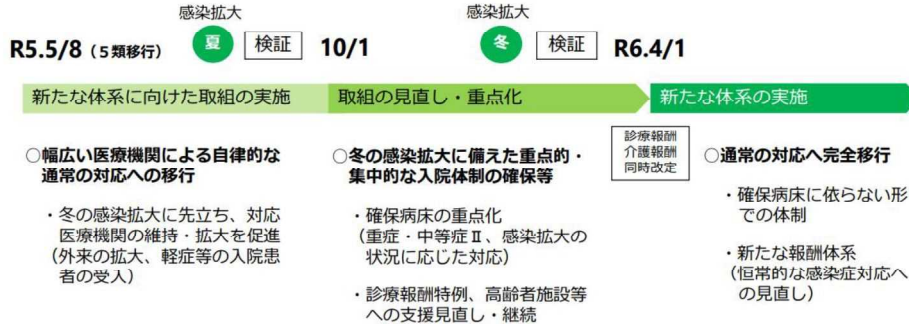 感染拡大
感染拡大
R5.5/8（５類移行） 夏 検証 10/1 冬 検証 R6.4/1
新たな体系に向けた取組の実施
取組の見直し・重点化
新たな体系の実施
○幅広い医療機関による自律的な
通常の対応への移行
・冬の感染拡大に先立ち、対応
医療機関の維持・拡大を促進
（外来の拡大、軽症等の入院患
者の受入）
○冬の感染拡大に備えた重点的・
集中的な入院体制の確保等
・確保病床の重点化
（重症・中等症Ⅱ、感染拡大の
状況に応じた対応）
・診療報酬特例、高齢者施設等
への支援見直し・継続
診療報酬
介護報酬
同時改定
○通常の対応へ完全移行
・確保病床に依らない形
での体制
・新たな報酬体系
（恒常的な感染症対応へ
の見直し）